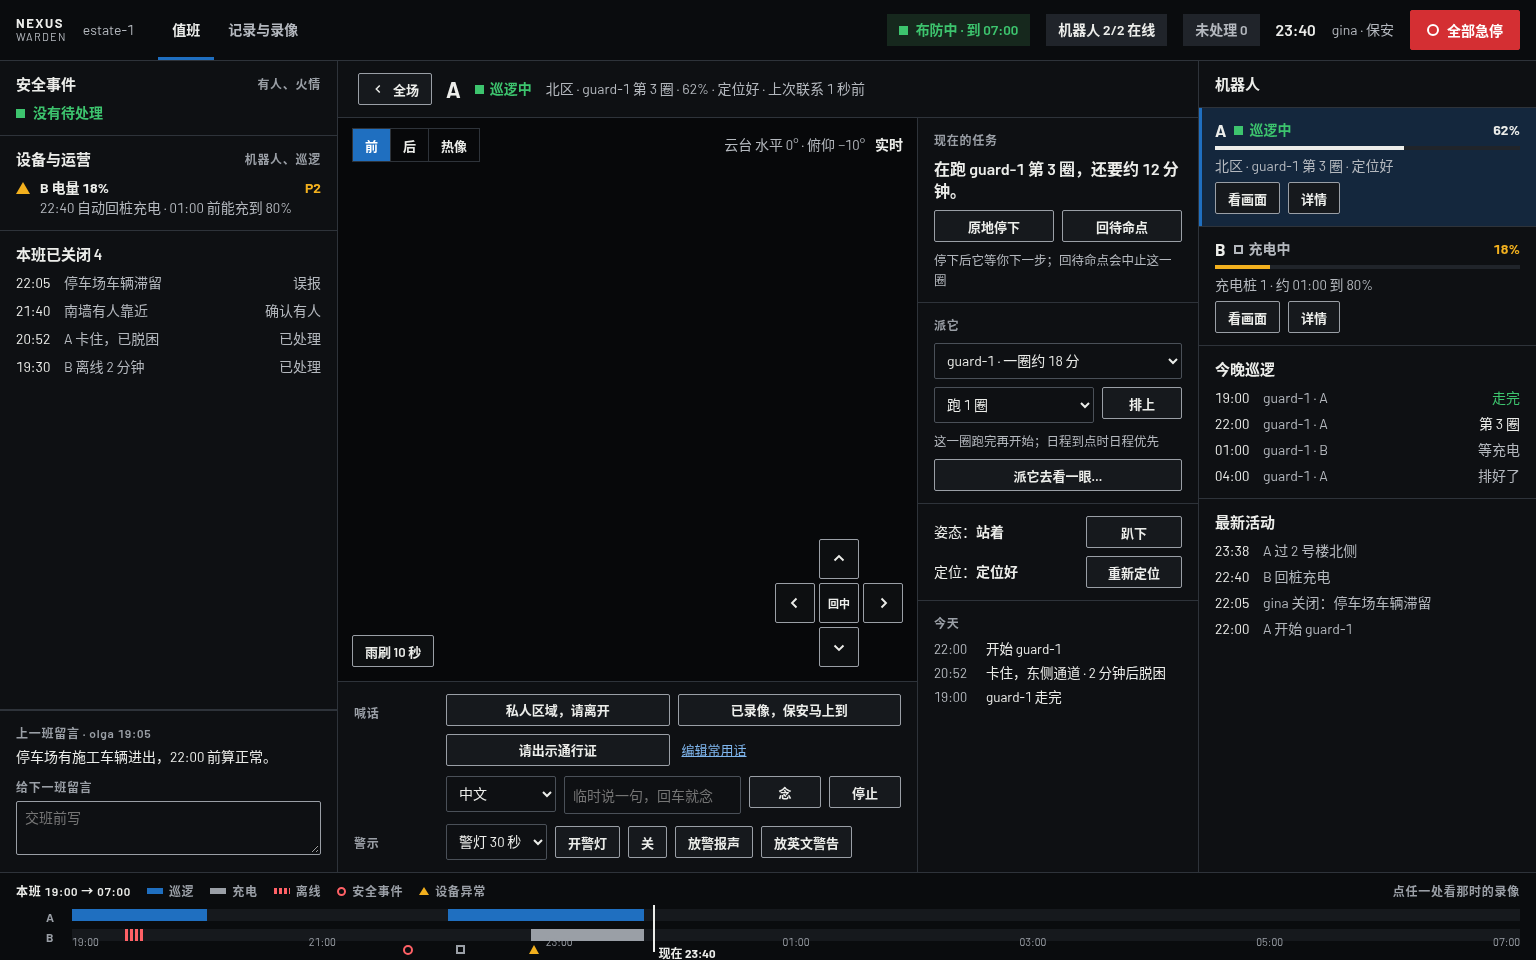 NEXUS
WARDEN
estate-1
值班
记录与录像
布防中 · 到 07:00
机器人 2/2 在线
未处理 0
23:40
gina · 保安
全部急停
安全事件
有人、火情
没有待处理
设备与运营
机器人、巡逻
B 电量 18%
P2
22:40 自动回桩充电 · 01:00 前能充到 80%
本班已关闭 4
22:05 停车场车辆滞留 误报
21:40 南墙有人靠近 确认有人
20:52 A 卡住，已脱困 已处理
19:30 B 离线 2 分钟 已处理
上一班留言 · olga 19:05
停车场有施工车辆进出，22:00 前算正常。
给下一班留言
交班前写
全场
A
巡逻中
北区 · guard-1 第 3 圈 · 62% · 定位好 · 上次联系 1 秒前
前
后
热像
云台 水平 0° · 俯仰 −10°
实时
回中
雨刷 10 秒
喊话
私人区域，请离开
已录像，保安马上到
请出示通行证
编辑常用话
中文
临时说一句，回车就念
念
停止
警示
警灯 30 秒
开警灯
关
放警报声
放英文警告
现在的任务
在跑 guard-1 第 3 圈，还要约 12 分
钟。
原地停下
回待命点
停下后它等你下一步；回待命点会中止这一
圈
派它
guard-1 · 一圈约 18 分
跑 1 圈
排上
这一圈跑完再开始；日程到点时日程优先
派它去看一眼...
姿态：站着
趴下
定位：定位好
重新定位
今天
22:00 开始 guard-1
20:52 卡住，东侧通道 · 2 分钟后脱困
19:00 guard-1 走完
机器人
A 巡逻中 62%
北区 · guard-1 第 3 圈 · 定位好
看画面
详情
B 充电中 18%
充电桩 1 · 约 01:00 到 80%
看画面
详情
今晚巡逻
19:00 guard-1 · A 走完
22:00 guard-1 · A 第 3 圈
01:00 guard-1 · B 等充电
04:00 guard-1 · A 排好了
最新活动
23:38 A 过 2 号楼北侧
22:40 B 回桩充电
22:05 gina 关闭：停车场车辆滞留
22:00 A 开始 guard-1
本班 19:00 → 07:00
巡逻
充电
离线
安全事件
设备异常
点任一处看那时的录像
A
B
19:00 21:00 23:00 01:00 03:00 05:00 07:00
现在 23:40